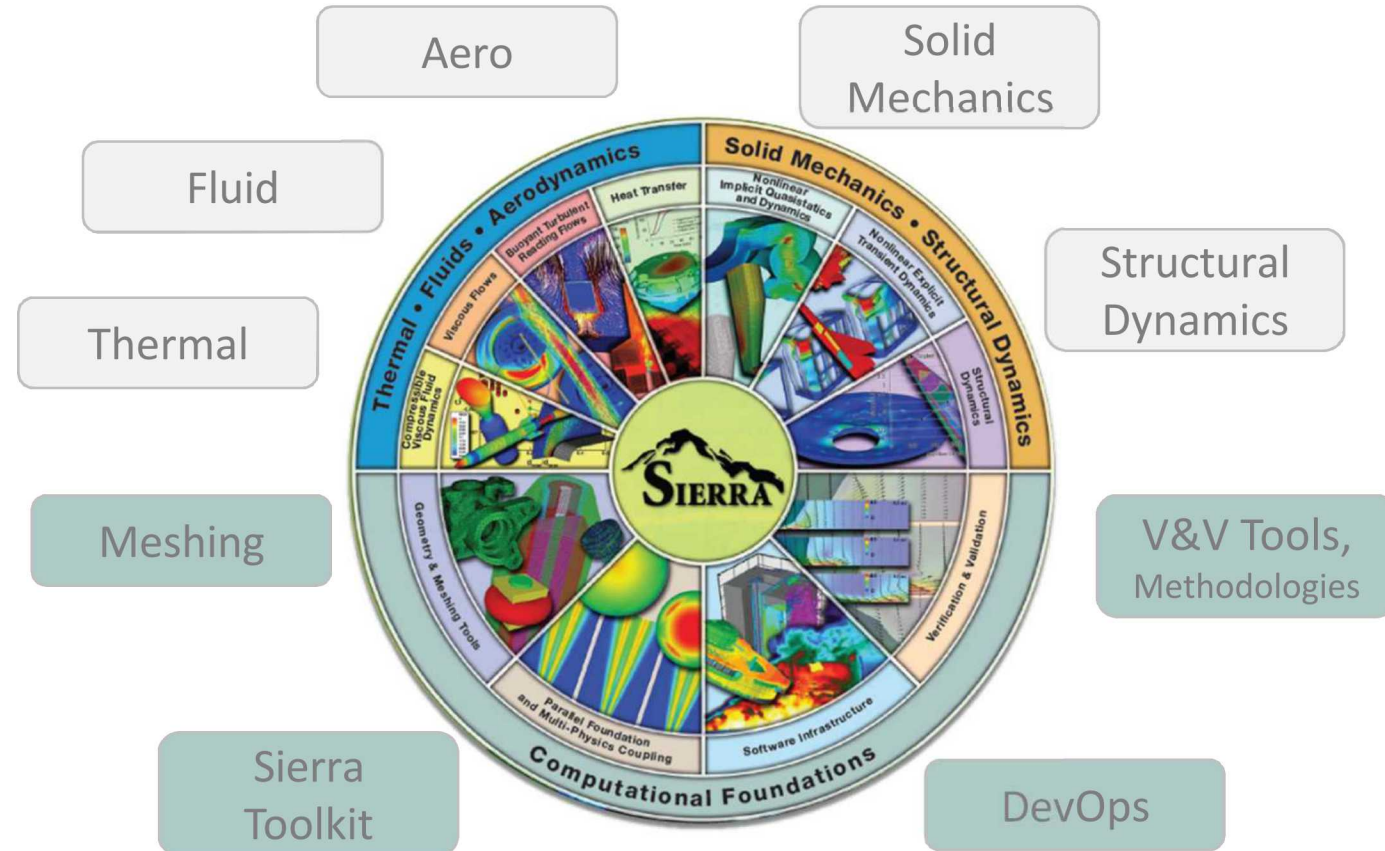 Aero
Solid
Mechanics
Fluid
Structural
Dynamics
Thermal
Meshing
V&V Tools,
Methodologies
Sierra
Toolkit
DevOps
Thermal • Fluids • Aerodynamics
Solid Mechanics • Structural Dynamics
Computational Foundations
Compressible
Viscous Fluid
Dynamics
Viscous Flows
Buoyant Turbulent
Reacting Flows
Heat Transfer
Nonlinear
Implicit Quasistatics
and Dynamics
Nonlinear Explicit
Transient Dynamics
Structural
Dynamics
Geometry & Meshing Tools
Parallel Foundation
and Multi-Physics Coupling
Software Infrastructure
Verification & Validation
SIERRA